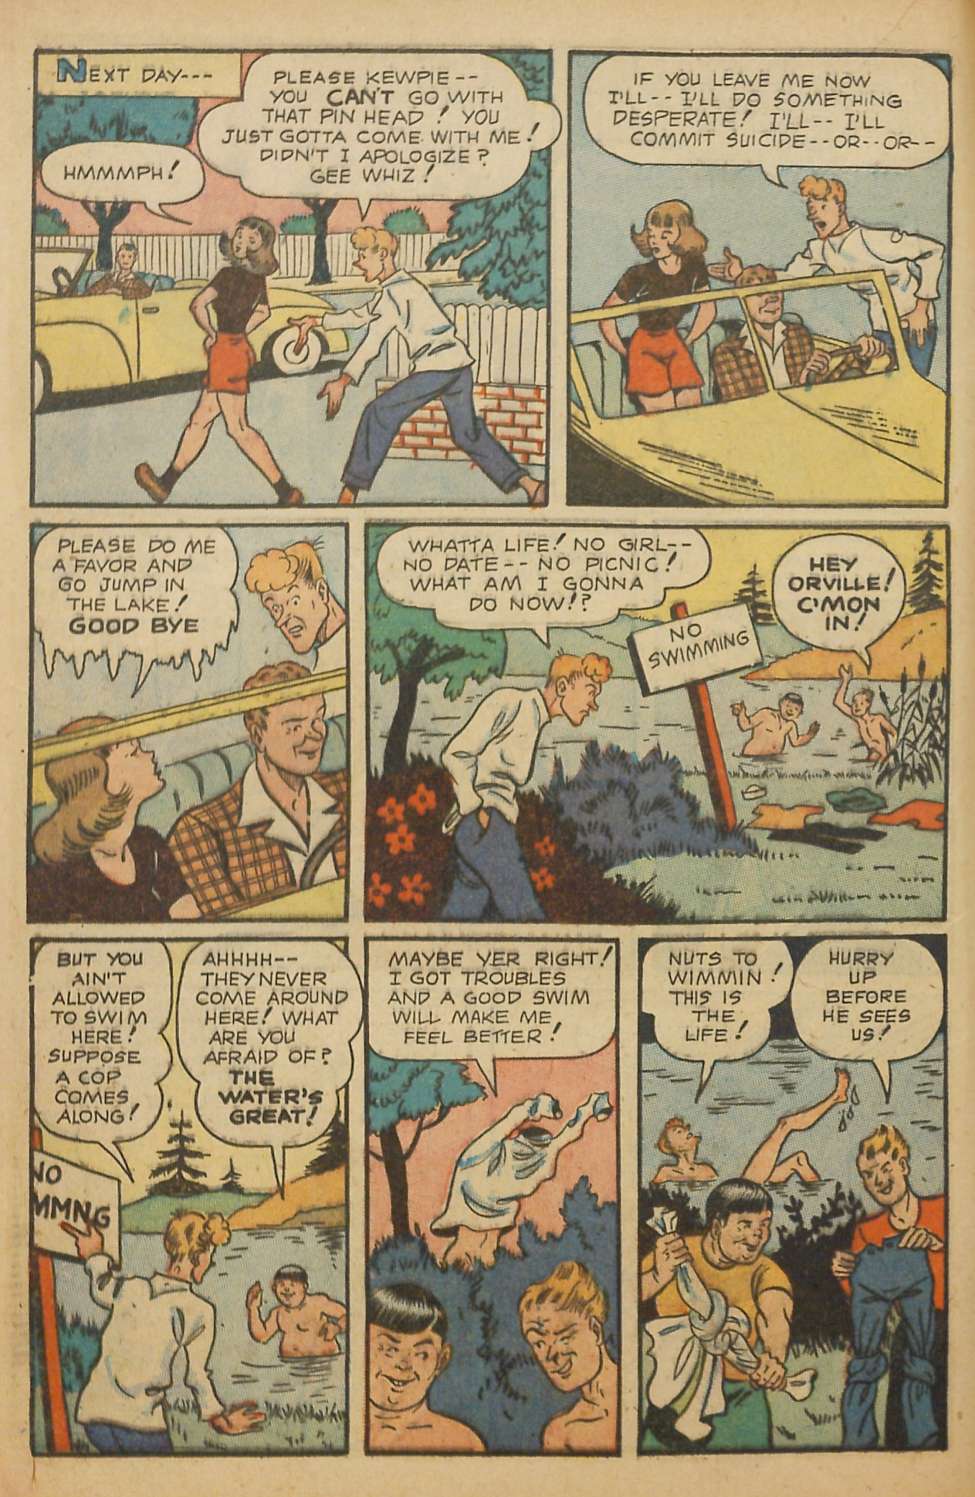 NEXT DAY---
HMMMPH!
PLEASE KEWPIE--
YOU CAN'T GO WITH
THAT PIN HEAD! YOU
JUST GOTTA COME WITH ME!
DIDN'T I APOLOGIZE?
GEE WHIZ!
IF YOU LEAVE ME NOW
I'LL-- I'LL DO SOMETHING
DESPERATE! I'LL-- I'LL
COMMIT SUICIDE--OR--OR--
PLEASE DO ME
A FAVOR AND
GO JUMP IN
THE LAKE!
GOOD BYE
WHATTA LIFE! NO GIRL--
NO DATE-- NO PICNIC!
WHAT AM I GONNA
DO NOW!?
NO
SWIMMING
HEY
ORVILLE!
C'MON
IN!
BUT YOU
AIN'T
ALLOWED
TO SWIM
HERE!
SUPPOSE
A COP
COMES
ALONG!
AHHHH--
THEY NEVER
COME AROUND
HERE! WHAT
ARE YOU
AFRAID OF?
THE
WATER'S
GREAT!
NO
MMNG
MAYBE YER RIGHT!
I GOT TROUBLES
AND A GOOD SWIM
WILL MAKE ME
FEEL BETTER!
NUTS TO
WIMMIN!
THIS IS
THE
LIFE!
HURRY
UP
BEFORE
HE SEES
US!